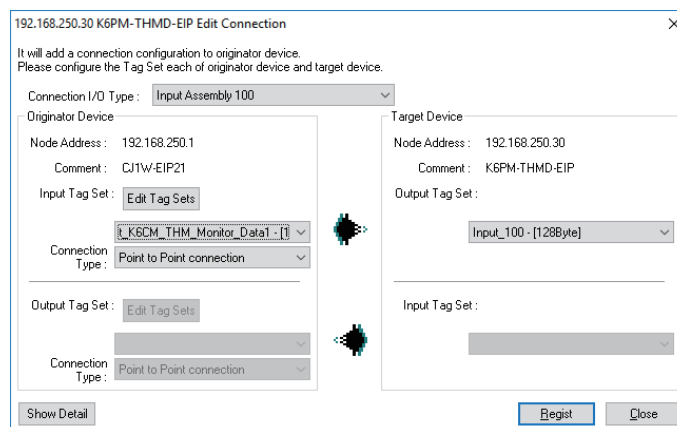 192.168.250.30 K6PM-THMD-EIP Edit Connection
It will add a connection configuration to originator device.
Please configure the Tag Set each of originator device and target device.
Connection I/O Type : Input Assembly 100
Originator Device
Node Address : 192.168.250.1
Comment : CJ1W-EIP21
Input Tag Set : Edit Tag Sets
t_K6CM_THM_Monitor_Data1 - [1
Connection Type : Point to Point connection
Output Tag Set : Edit Tag Sets
Connection Type : Point to Point connection
Target Device
Node Address : 192.168.250.30
Comment : K6PM-THMD-EIP
Output Tag Set :
Input_100 - [128Byte]
Input Tag Set :
Show Detail
Regist
Close